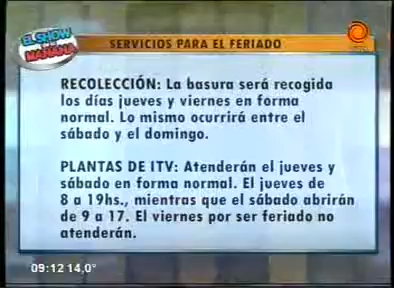 EL SHOW
DE LA
MAÑANA
SERVICIOS PARA EL FERIADO
RECOLECCIÓN: La basura será recogida
los días jueves y viernes en forma
normal. Lo mismo ocurrirá entre el
sábado y el domingo.
PLANTAS DE ITV: Atenderán el jueves y
sábado en forma normal. El jueves de
8 a 19hs., mientras que el sábado abrirán
de 9 a 17. El viernes por ser feriado no
atenderán.
09:12 14,0°